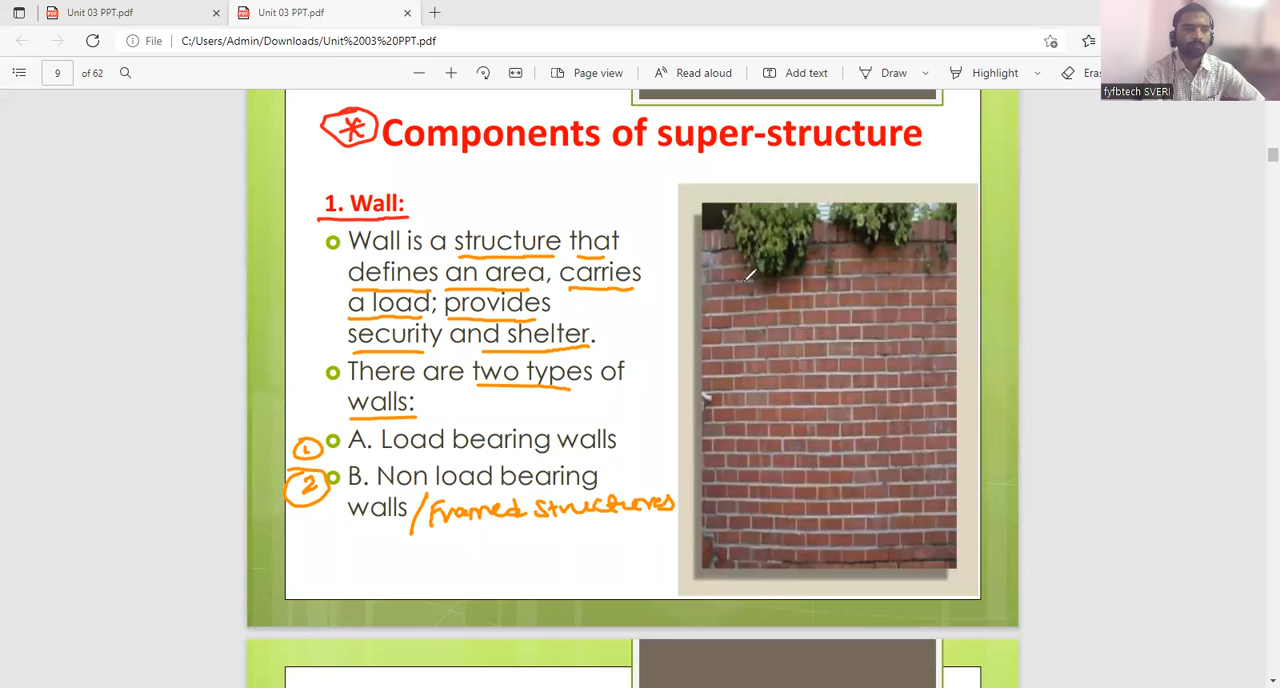 Unit 03 PPT.pdf
Unit 03 PPT.pdf
File
C:/Users/Admin/Downloads/Unit%2003%20PPT.pdf
9 of 62
Page view
Read aloud
Add text
Draw
Highlight
fyfbtech SVERI
* Components of super-structure
1. Wall:
Wall is a structure that
defines an area, carries
a load; provides
security and shelter.
There are two types of
walls:
1 A. Load bearing walls
2 B. Non load bearing
walls /Framed structures